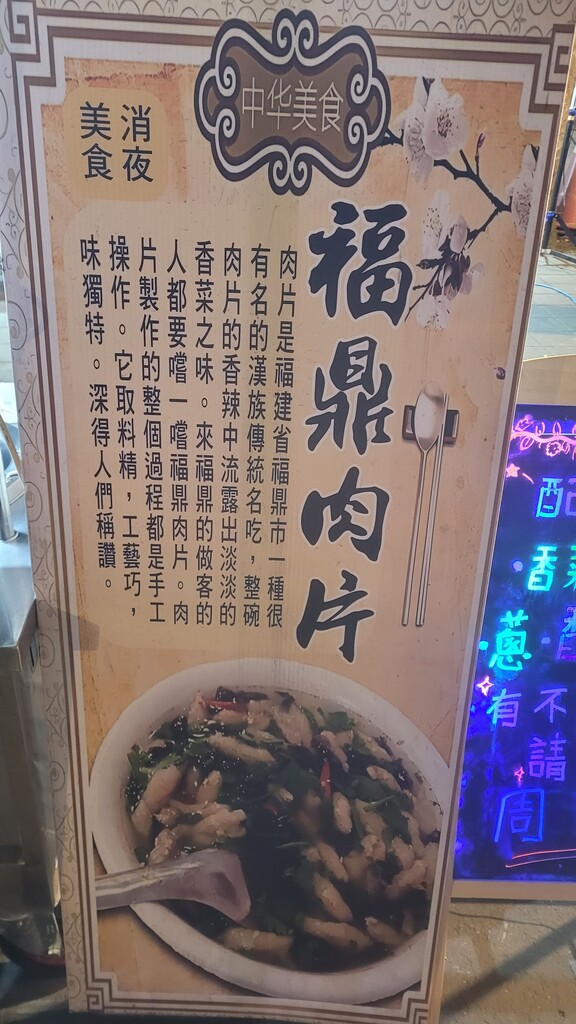 中华美食
消夜
美食
福鼎肉片
肉片是福建省福鼎市一種很
有名的漢族傳統名吃，整碗
肉片的香辣中流露出淡淡的
香菜之味。來福鼎的做客的
人都要嚐一嚐福鼎肉片。肉
片製作的整個過程都是手工
操作。它取料精，工藝巧，
味獨特。深得人們稱讚。
配
香菜
蔥
有不
請
周